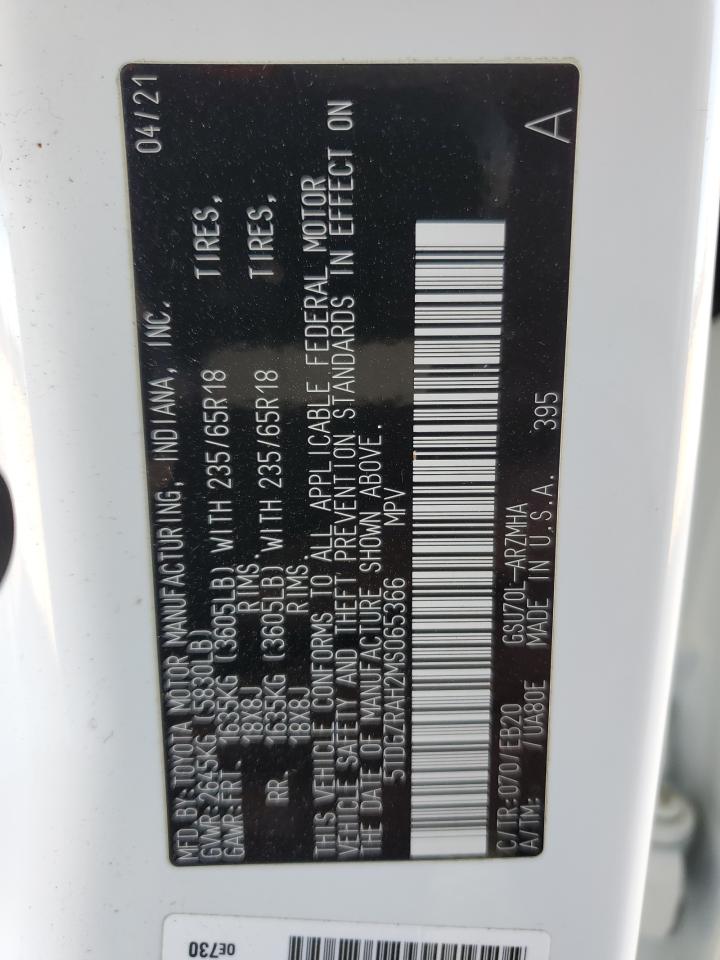 MFD BY:TOYOTA MOTOR MANUFACTURING, INDIANA, INC. 04/21
GVWR:2645KG (5830LB)
GAWR:FRT. 1635KG (3605LB) WITH 235/65R18 TIRES,
18X8J RIMS.
RR. 1635KG (3605LB) WITH 235/65R18 TIRES,
18X8J RIMS.
THIS VEHICLE CONFORMS TO ALL APPLICABLE FEDERAL MOTOR
VEHICLE SAFETY AND THEFT PREVENTION STANDARDS IN EFFECT ON
THE DATE OF MANUFACTURE SHOWN ABOVE.
5TDGZRAH2MS065366 MPV
C/TR:070/EB20 GSU70L-ARZMHA
A/TM: /UA80E MADE IN U.S.A. 395 A
0E730